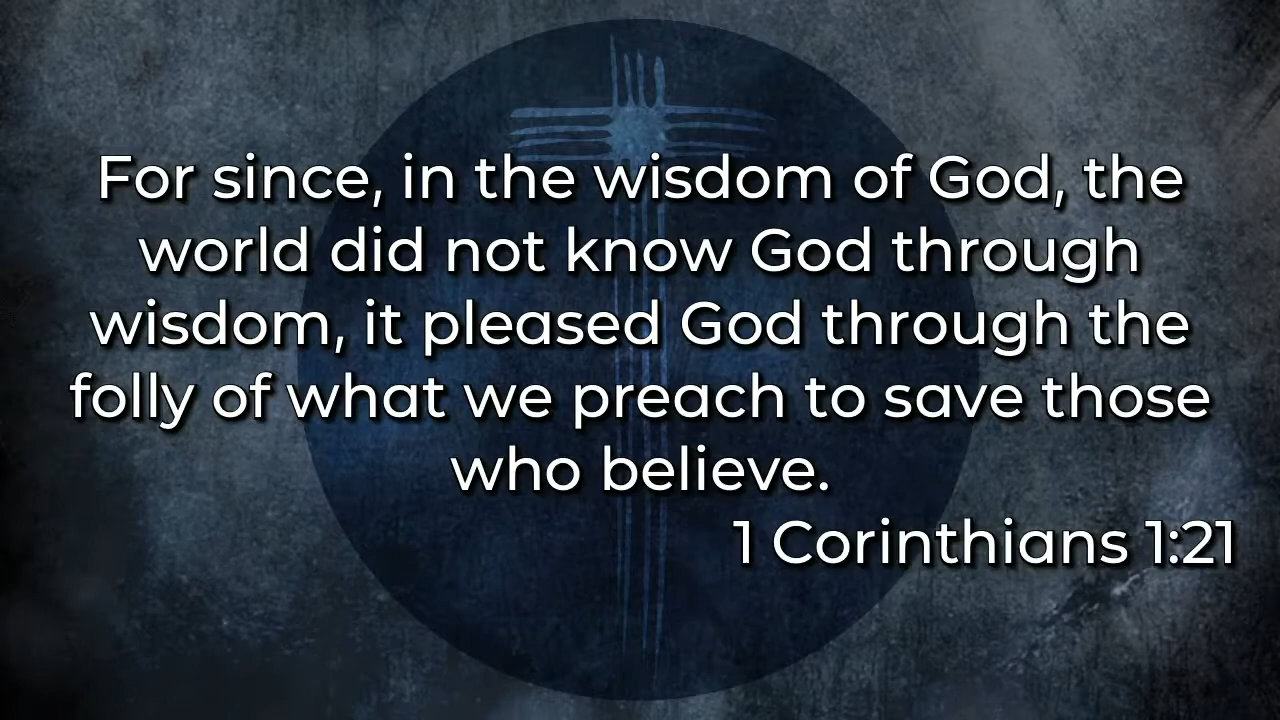 For since, in the wisdom of God, the
world did not know God through
wisdom, it pleased God through the
folly of what we preach to save those
who believe.
1 Corinthians 1:21